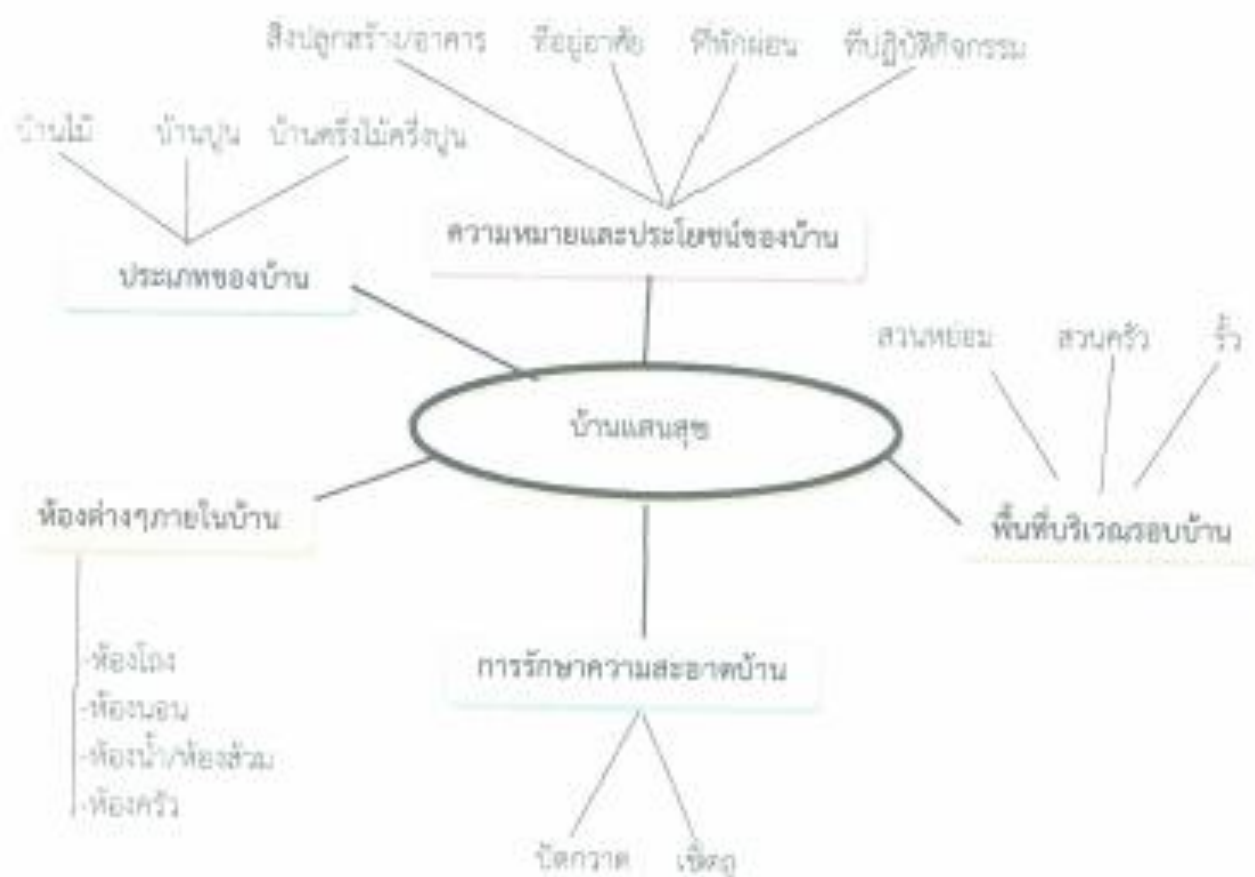 สิ่งปลูกสร้าง/อาคาร ที่อยู่อาศัย ที่พักผ่อน ที่ปฏิบัติกิจกรรม
บ้านไม้ บ้านปูน บ้านครึ่งไม้ครึ่งปูน
ความหมายและประโยชน์ของบ้าน
ประเภทของบ้าน
สวนหย่อม สวนครัว รั้ว
บ้านแสนสุข
ห้องต่างๆภายในบ้าน
พื้นที่บริเวณรอบบ้าน
-ห้องโถง
-ห้องนอน
-ห้องน้ำ/ห้องส้วม
-ห้องครัว
การรักษาความสะอาดบ้าน
ปัดกวาด เช็ดถู